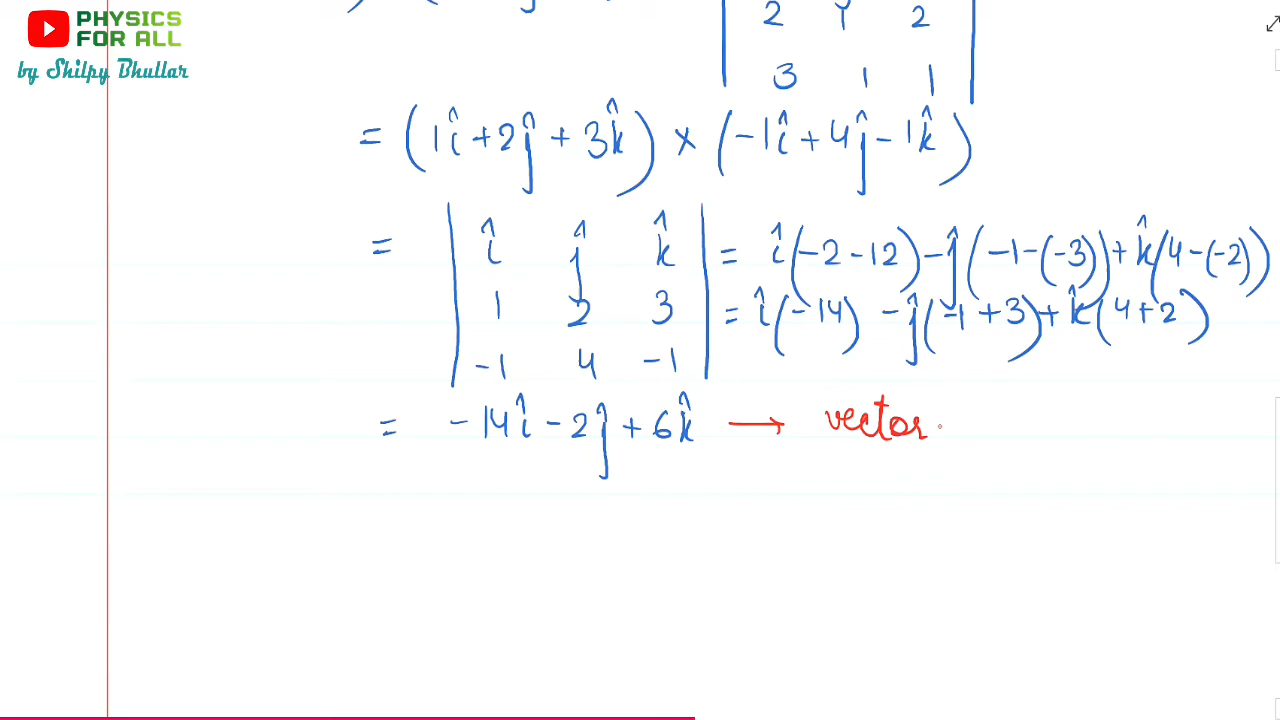 PHYSICS
FOR ALL
by Shilpy Bhullar
2 1 2
3 1 1
= (1î + 2ĵ + 3k̂) × (-1î + 4ĵ - 1k̂)
= | î ĵ k̂ | = î(-2-12) - ĵ(-1-(-3)) + k̂(4-(-2))
1 2 3 = î(-14) - ĵ(-1+3) + k̂(4+2)
-1 4 -1
= -14î - 2ĵ + 6k̂ → vector